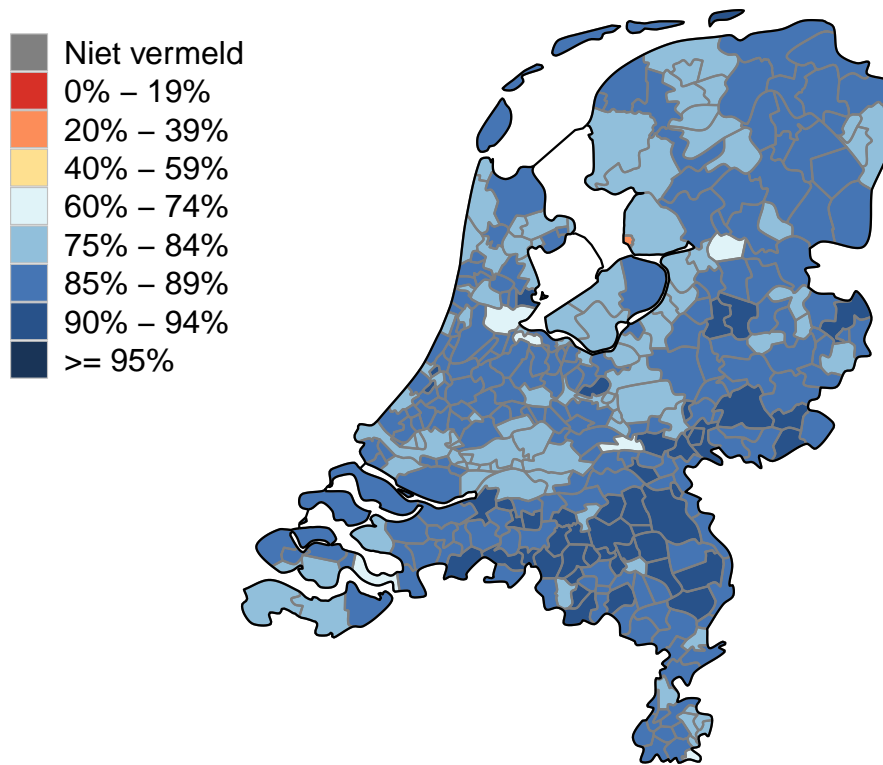 Niet vermeld
0% – 19%
20% – 39%
40% – 59%
60% – 74%
75% – 84%
85% – 89%
90% – 94%
>= 95%